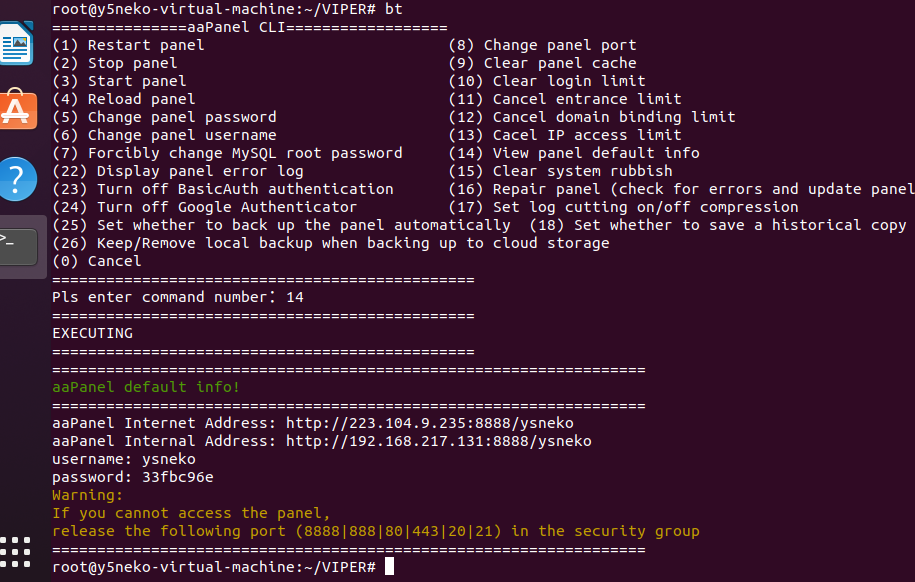 root@y5neko-virtual-machine:~/VIPER# bt
===============aaPanel CLI==================
(1) Restart panel (8) Change panel port
(2) Stop panel (9) Clear panel cache
(3) Start panel (10) Clear login limit
(4) Reload panel (11) Cancel entrance limit
(5) Change panel password (12) Cancel domain binding limit
(6) Change panel username (13) Cacel IP access limit
(7) Forcibly change MySQL root password (14) View panel default info
(22) Display panel error log (15) Clear system rubbish
(23) Turn off BasicAuth authentication (16) Repair panel (check for errors and update panel
(24) Turn off Google Authenticator (17) Set log cutting on/off compression
(25) Set whether to back up the panel automatically (18) Set whether to save a historical copy
(26) Keep/Remove local backup when backing up to cloud storage
(0) Cancel
===============================================
Pls enter command number: 14
===============================================
EXECUTING
===============================================
==================================================================
aaPanel default info!
==================================================================
aaPanel Internet Address: http://223.104.9.235:8888/ysneko
aaPanel Internal Address: http://192.168.217.131:8888/ysneko
username: ysneko
password: 33fbc96e
Warning:
If you cannot access the panel,
release the following port (8888|888|80|443|20|21) in the security group
==================================================================
root@y5neko-virtual-machine:~/VIPER#